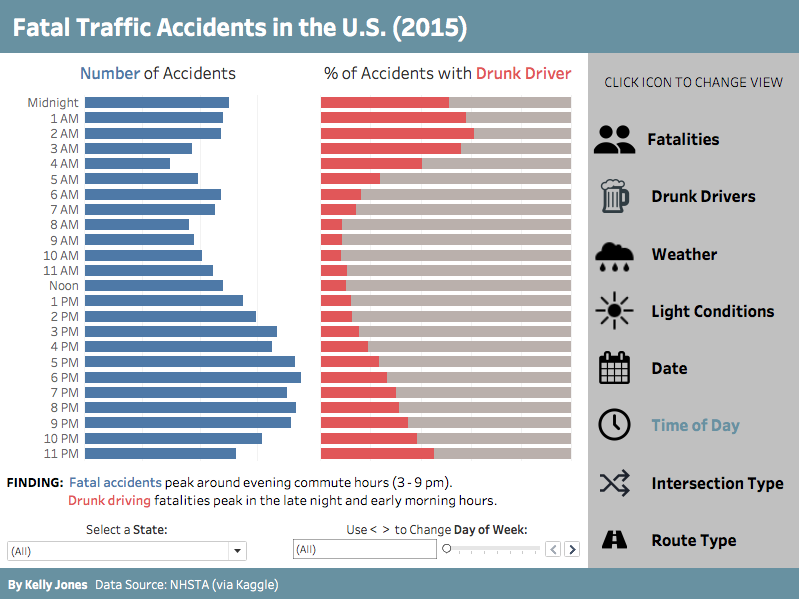 Fatal Traffic Accidents in the U.S. (2015)
Number of Accidents
% of Accidents with Drunk Driver
Midnight
1 AM
2 AM
3 AM
4 AM
5 AM
6 AM
7 AM
8 AM
9 AM
10 AM
11 AM
Noon
1 PM
2 PM
3 PM
4 PM
5 PM
6 PM
7 PM
8 PM
9 PM
10 PM
11 PM
FINDING: Fatal accidents peak around evening commute hours (3 - 9 pm).
Drunk driving fatalities peak in the late night and early morning hours.
Select a State:
(All)
Use < > to Change Day of Week:
(All)
CLICK ICON TO CHANGE VIEW
Fatalities
Drunk Drivers
Weather
Light Conditions
Date
Time of Day
Intersection Type
Route Type
By Kelly Jones Data Source: NHSTA (via Kaggle)